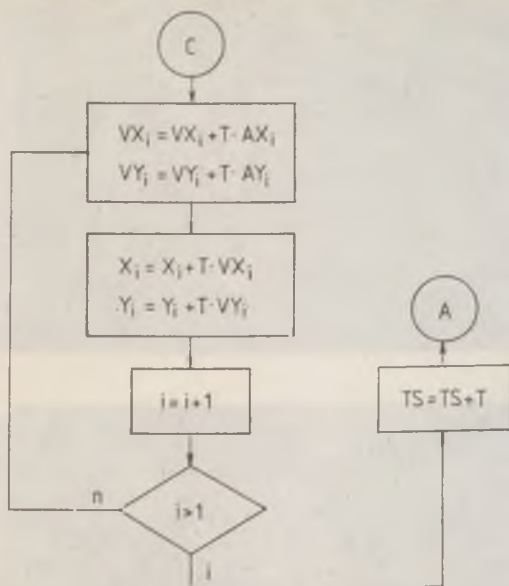 C
VXᵢ = VXᵢ + T · AXᵢ
VYᵢ = VYᵢ + T · AYᵢ
Xᵢ = Xᵢ + T · VXᵢ
Yᵢ = Yᵢ + T · VYᵢ
i = i + 1
n
i > 1
i
A
TS = TS + T